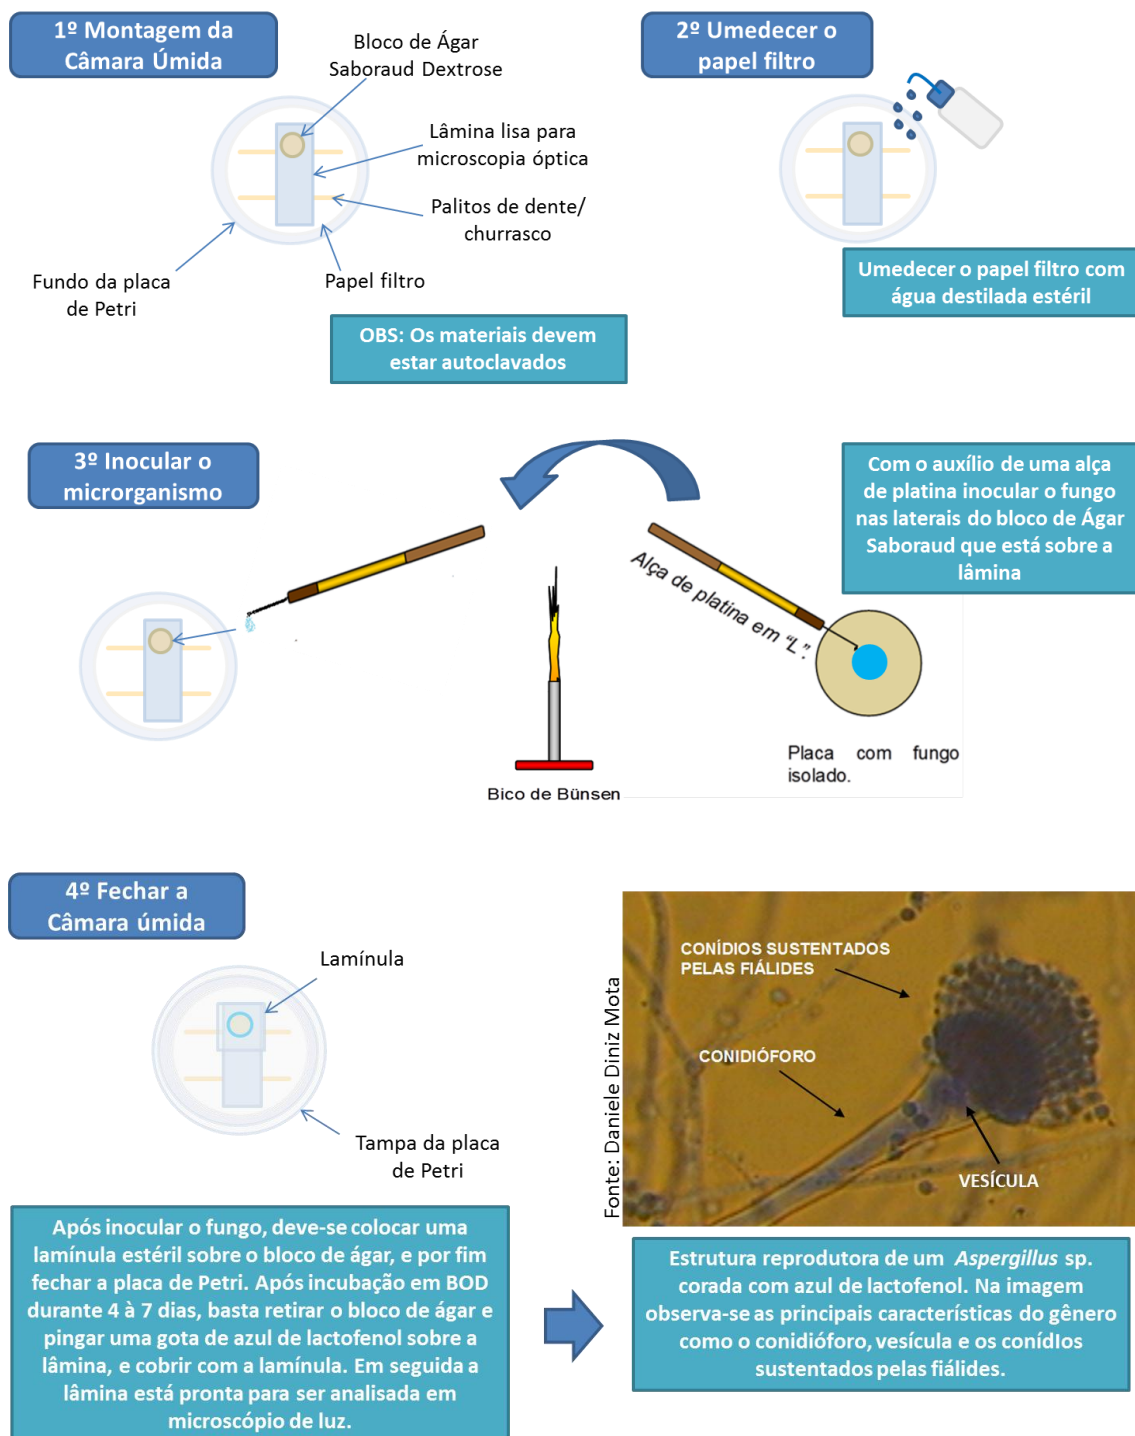 1º Montagem da
Câmara Úmida
Bloco de Ágar
Saboraud Dextrose
Lâmina lisa para
microscopia óptica
Palitos de dente/
churrasco
Papel filtro
Fundo da placa
de Petri
OBS: Os materiais devem
estar autoclavados
2º Umedecer o
papel filtro
Umedecer o papel filtro com
água destilada estéril
3º Inocular o
microrganismo
Com o auxílio de uma alça
de platina inocular o fungo
nas laterais do bloco de Ágar
Saboraud que está sobre a
lâmina
Alça de platina em “L”.
Placa com fungo
isolado.
Bico de Bünsen
4º Fechar a
Câmara úmida
Lamínula
Tampa da placa
de Petri
Após inocular o fungo, deve-se colocar uma
lamínula estéril sobre o bloco de ágar, e por fim
fechar a placa de Petri. Após incubação em BOD
durante 4 à 7 dias, basta retirar o bloco de ágar e
pingar uma gota de azul de lactofenol sobre a
lâmina, e cobrir com a lamínula. Em seguida a
lâmina está pronta para ser analisada em
microscópio de luz.
Fonte: Daniele Diniz Mota
CONÍDIOS SUSTENTADOS
PELAS FIÁLIDES
CONIDIÓFORO
VESÍCULA
Estrutura reprodutora de um Aspergillus sp.
corada com azul de lactofenol. Na imagem
observa-se as principais características do gênero
como o conidióforo, vesícula e os conídIos
sustentados pelas fiálides.